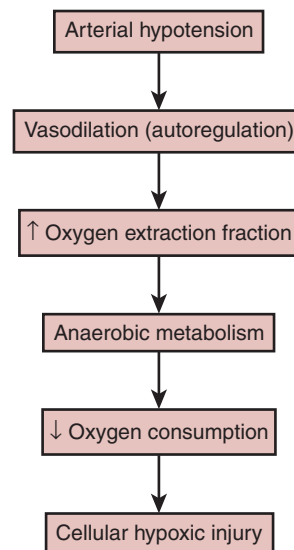 Arterial hypotension
Vasodilation (autoregulation)
↑ Oxygen extraction fraction
Anaerobic metabolism
↓ Oxygen consumption
Cellular hypoxic injury